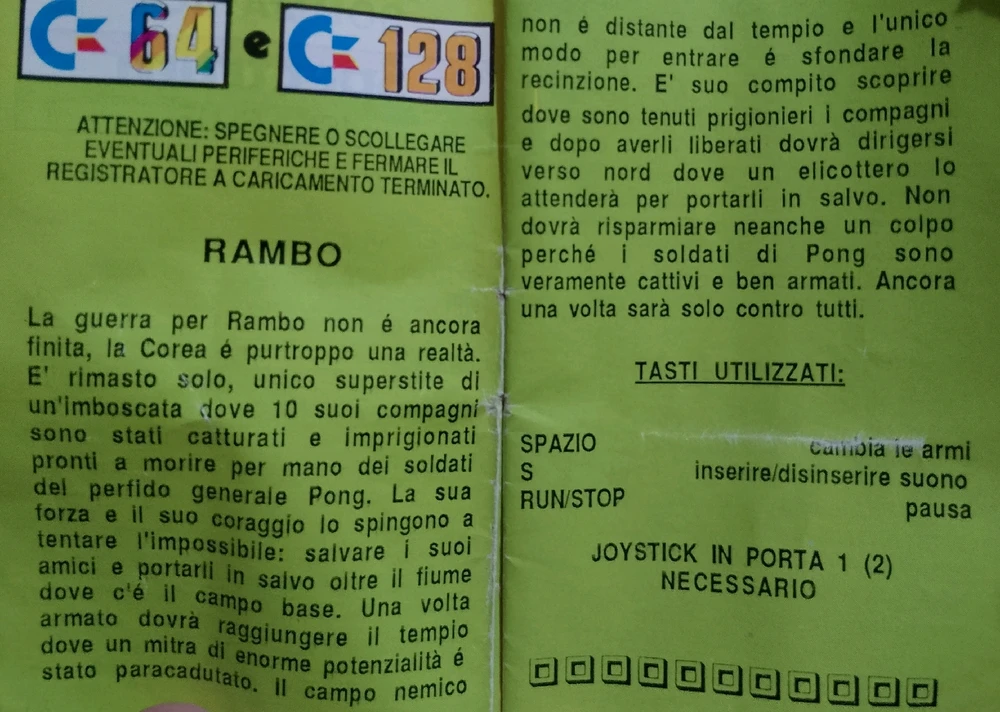 C= 64 e C= 128
ATTENZIONE: SPEGNERE O SCOLLEGARE
EVENTUALI PERIFERICHE E FERMARE IL
REGISTRATORE A CARICAMENTO TERMINATO.
RAMBO
La guerra per Rambo non é ancora
finita, la Corea é purtroppo una realtà.
E' rimasto solo, unico superstite di
un'imboscata dove 10 suoi compagni
sono stati catturati e imprigionati
pronti a morire per mano dei soldati
del perfido generale Pong. La sua
forza e il suo coraggio lo spingono a
tentare l'impossibile: salvare i suoi
amici e portarli in salvo oltre il fiume
dove c'é il campo base. Una volta
armato dovrà raggiungere il tempio
dove un mitra di enorme potenzialità é
stato paracadutato. Il campo nemico
non é distante dal tempio e l'unico
modo per entrare é sfondare la
recinzione. E' suo compito scoprire
dove sono tenuti prigionieri i compagni
e dopo averli liberati dovrà dirigersi
verso nord dove un elicottero lo
attenderà per portarli in salvo. Non
dovrà risparmiare neanche un colpo
perché i soldati di Pong sono
veramente cattivi e ben armati. Ancora
una volta sarà solo contro tutti.
TASTI UTILIZZATI:
SPAZIO cambia le armi
S inserire/disinserire suono
RUN/STOP pausa
JOYSTICK IN PORTA 1 (2)
NECESSARIO